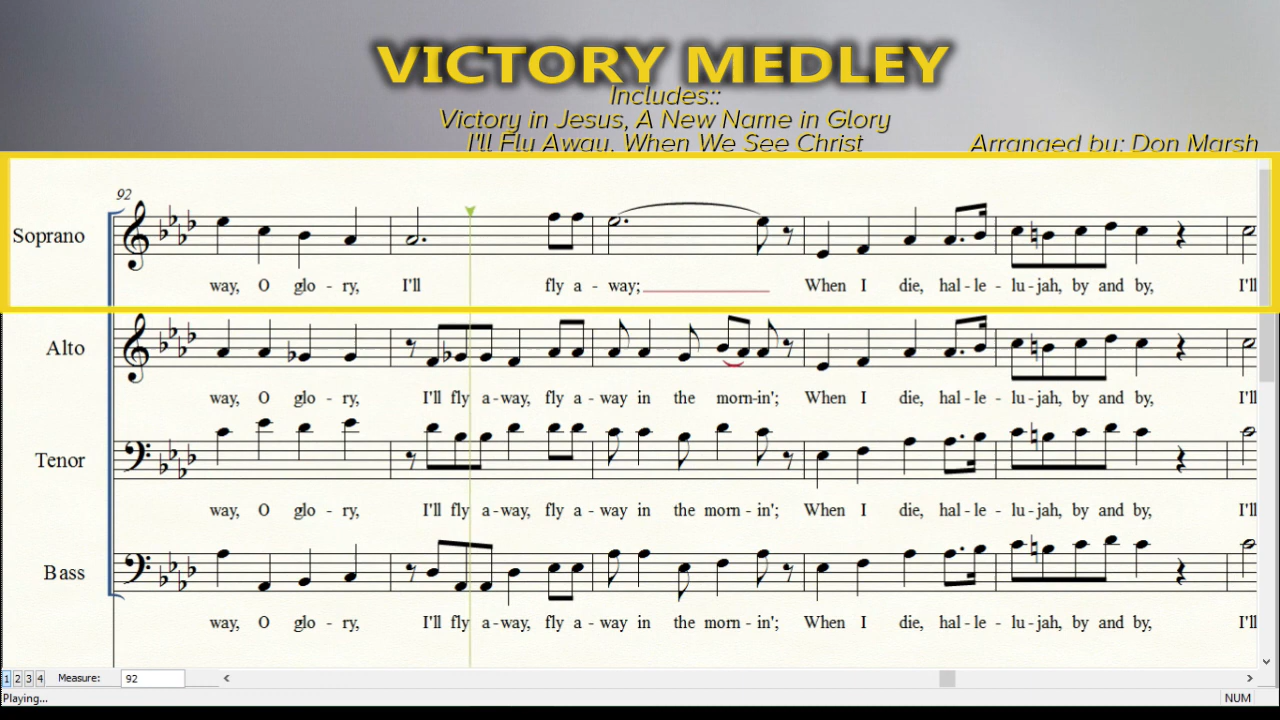 VICTORY MEDLEY
Includes::
Victory in Jesus, A New Name in Glory
I'll Fly Away, When We See Christ
Arranged by: Don Marsh
92
Soprano
way, O glo - ry, I'll fly a - way; When I die, hal - le - lu - jah, by and by, I'll
Alto
way, O glo - ry, I'll fly a - way, fly a - way in the morn-in'; When I die, hal - le - lu - jah, by and by, I'll
Tenor
way, O glo - ry, I'll fly a - way, fly a - way in the morn - in'; When I die, hal - le - lu - jah, by and by, I'll
Bass
way, O glo - ry, I'll fly a - way, fly a - way in the morn - in'; When I die, hal - le - lu - jah, by and by, I'll
1 2 3 4 Measure: 92
Playing... NUM